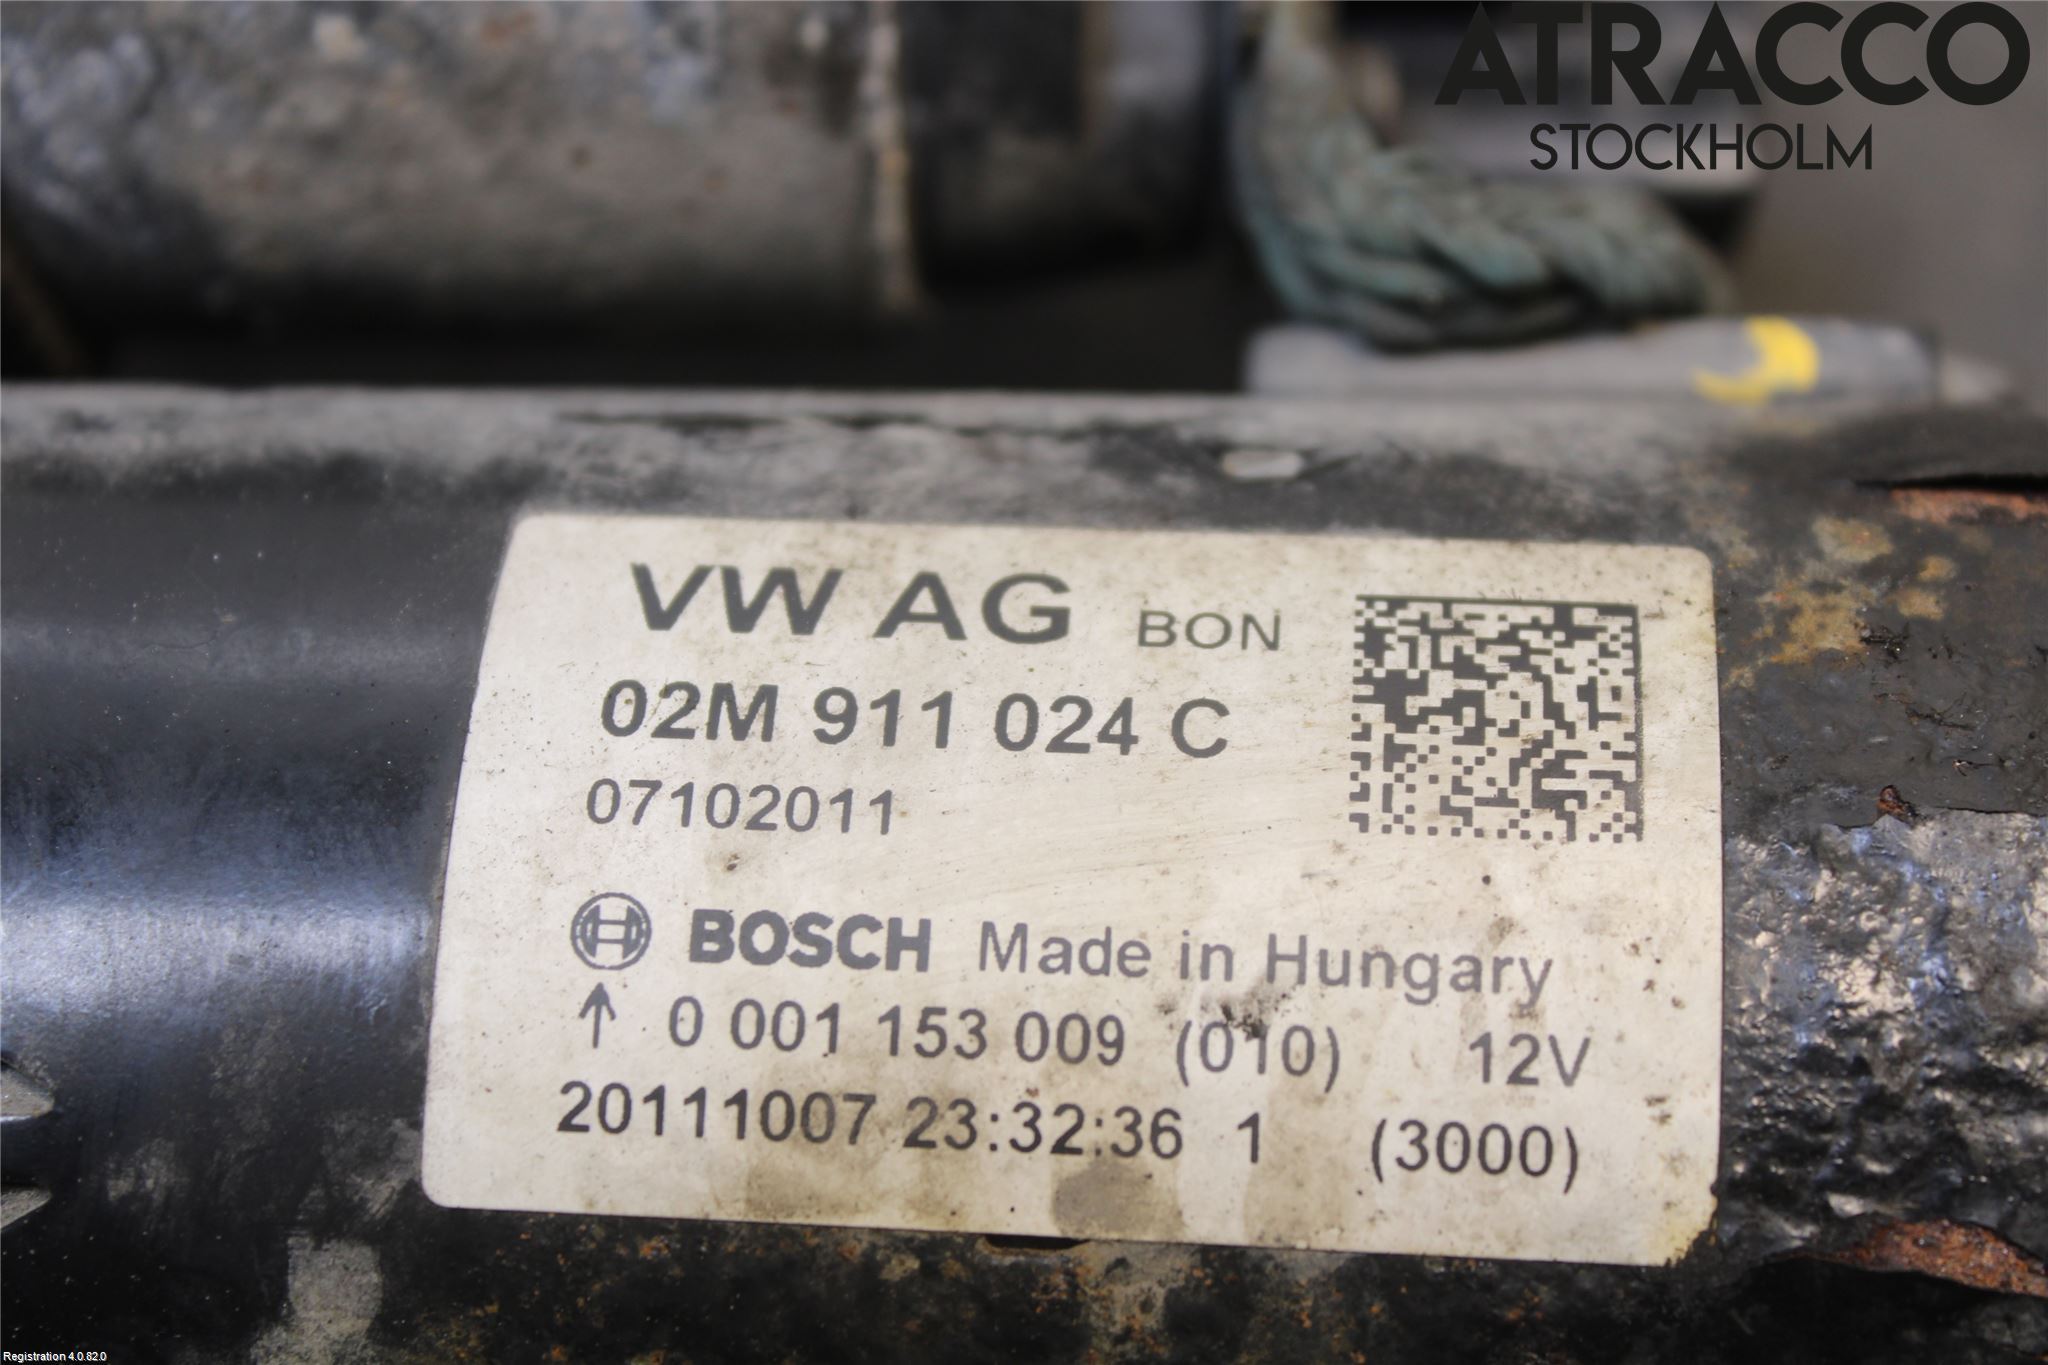 ATRACCO
STOCKHOLM
VW AG BON
02M 911 024 C
07102011
BOSCH Made in Hungary
↑ 0 001 153 009 (010) 12V
20111007 23:32:36 1 (3000)
Registration 4.0.82.0